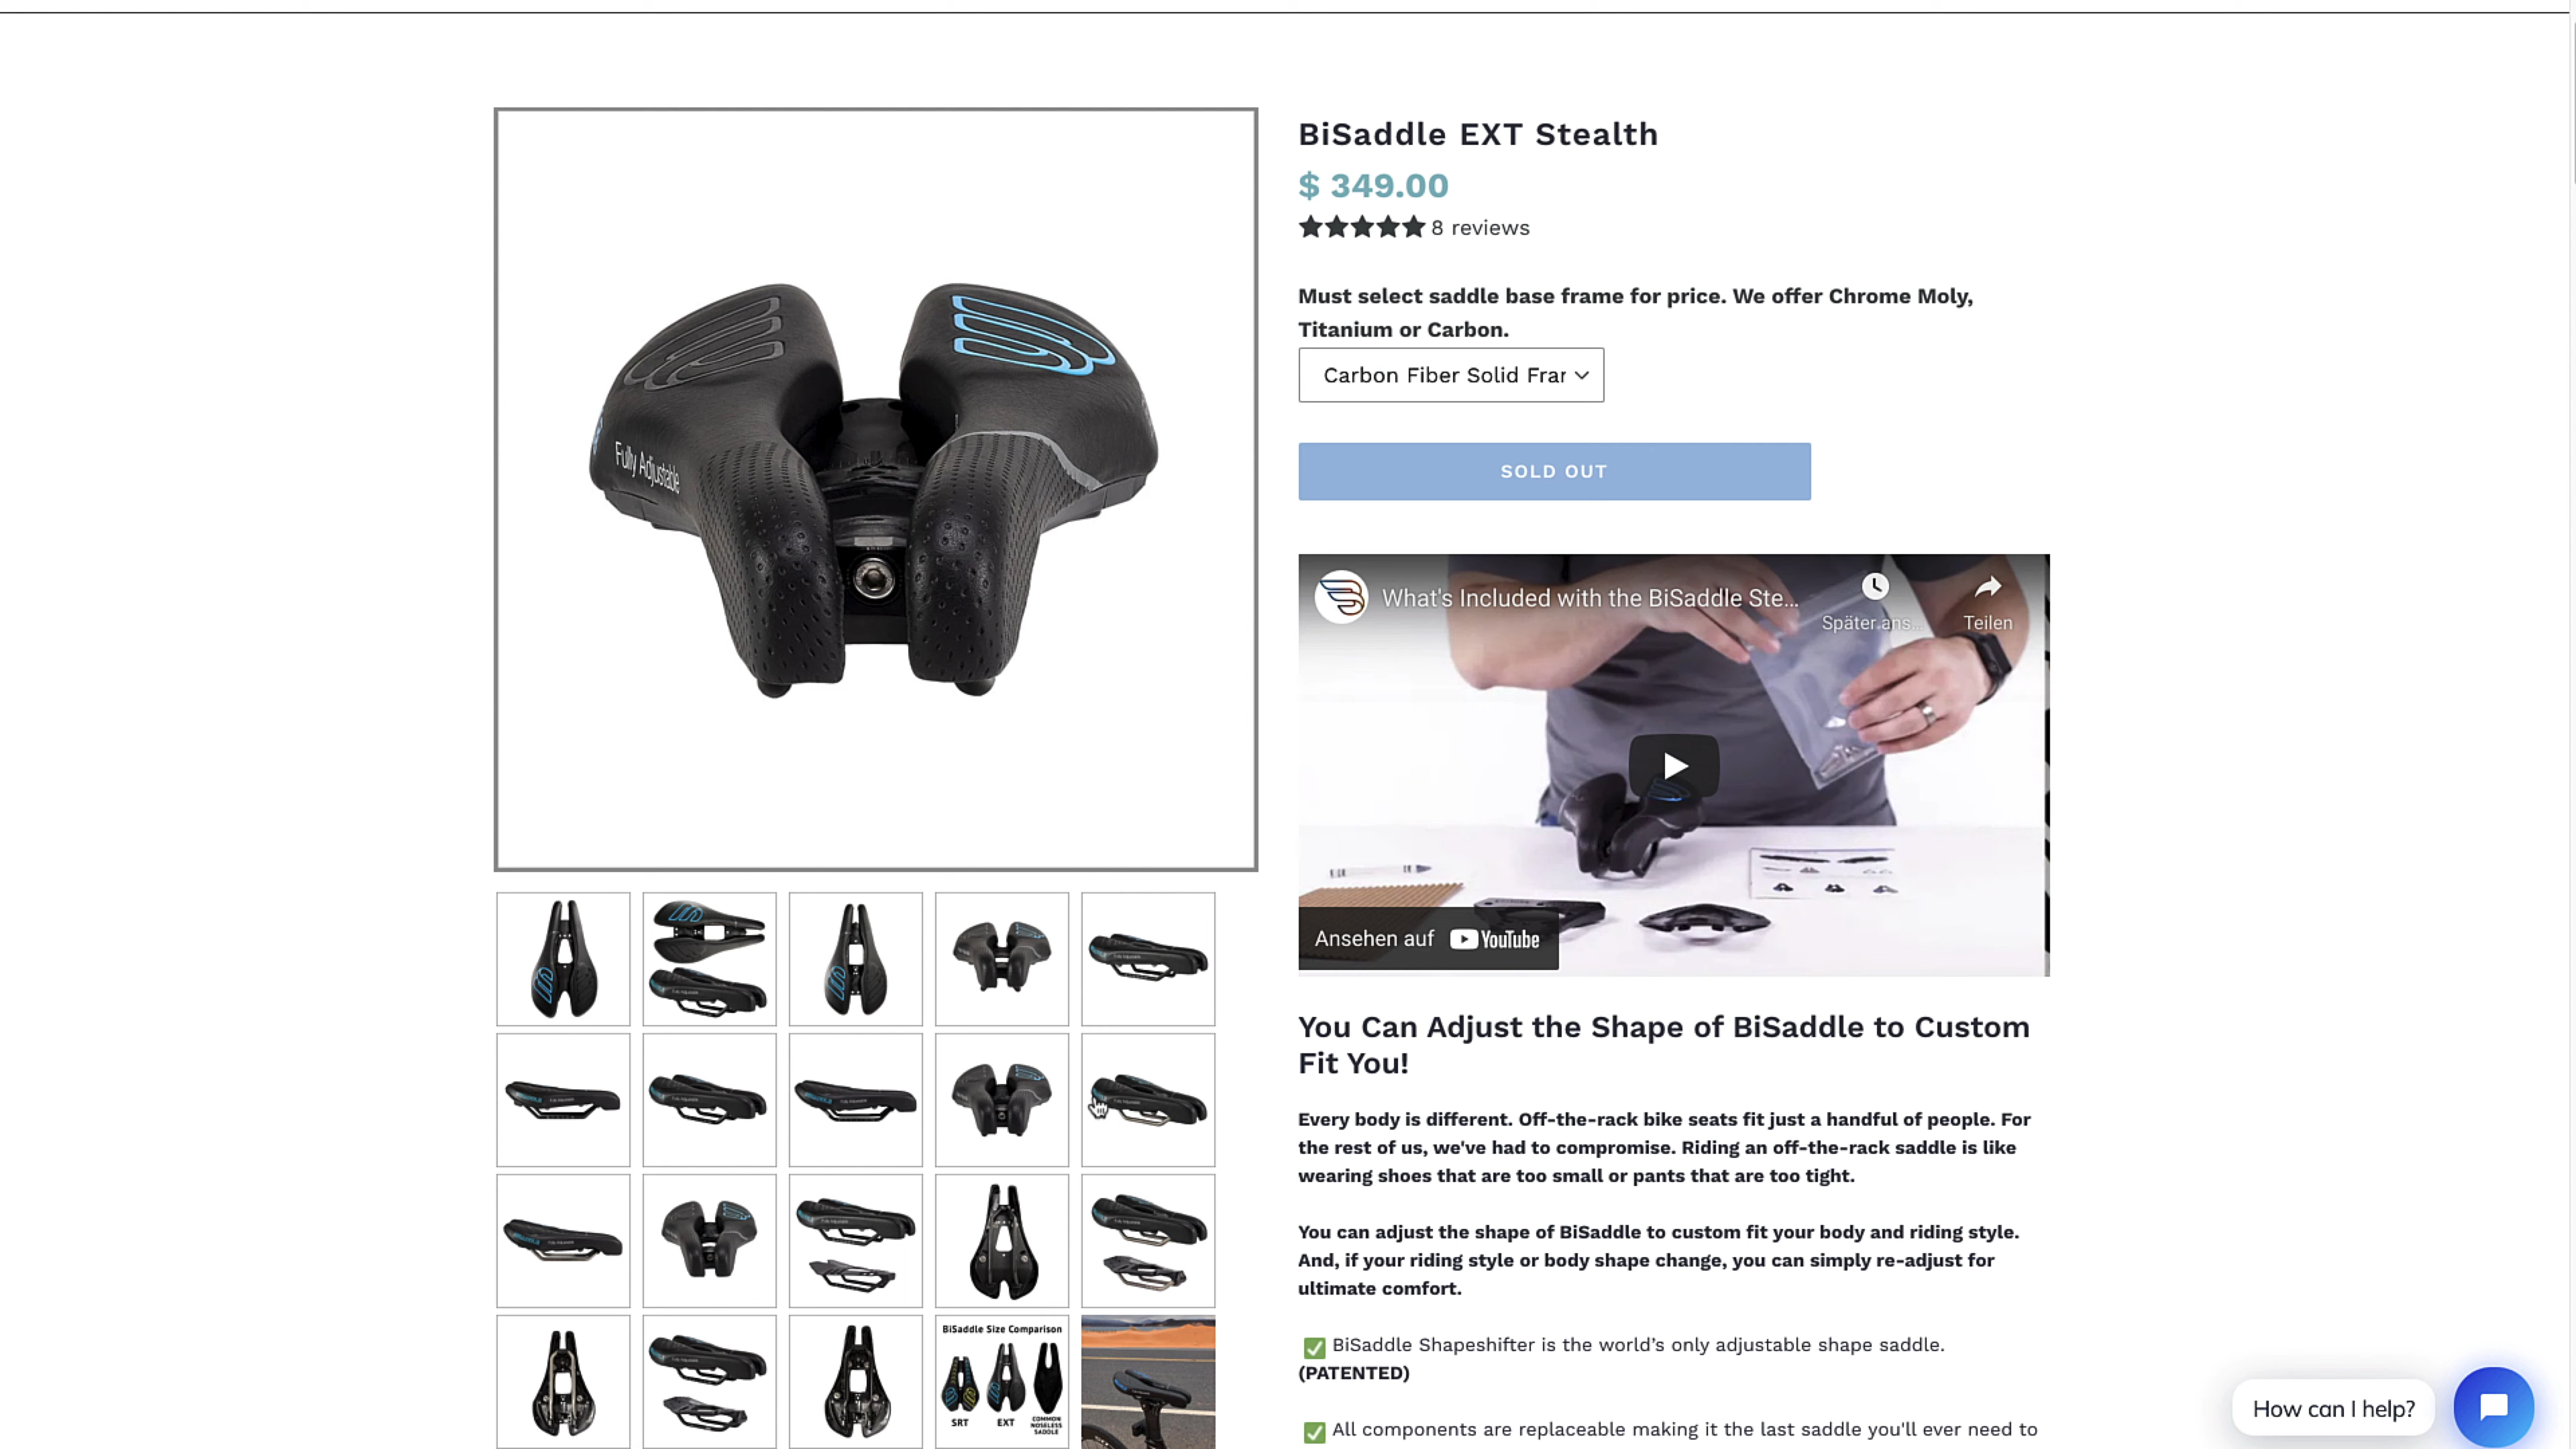 BiSaddle EXT Stealth
$ 349.00
8 reviews
Must select saddle base frame for price. We offer Chrome Moly,
Titanium or Carbon.
Carbon Fiber Solid Frar
SOLD OUT
Fully Adjustable
What's Included with the BiSaddle Ste...
Später ans...
Teilen
Ansehen auf YouTube
You Can Adjust the Shape of BiSaddle to Custom
Fit You!
Every body is different. Off-the-rack bike seats fit just a handful of people. For
the rest of us, we've had to compromise. Riding an off-the-rack saddle is like
wearing shoes that are too small or pants that are too tight.
You can adjust the shape of BiSaddle to custom fit your body and riding style.
And, if your riding style or body shape change, you can simply re-adjust for
ultimate comfort.
BiSaddle Shapeshifter is the world’s only adjustable shape saddle.
(PATENTED)
All components are replaceable making it the last saddle you'll ever need to
BiSaddle Size Comparison
SRT
EXT
COMMON
NOSELESS
SADDLE
How can I help?